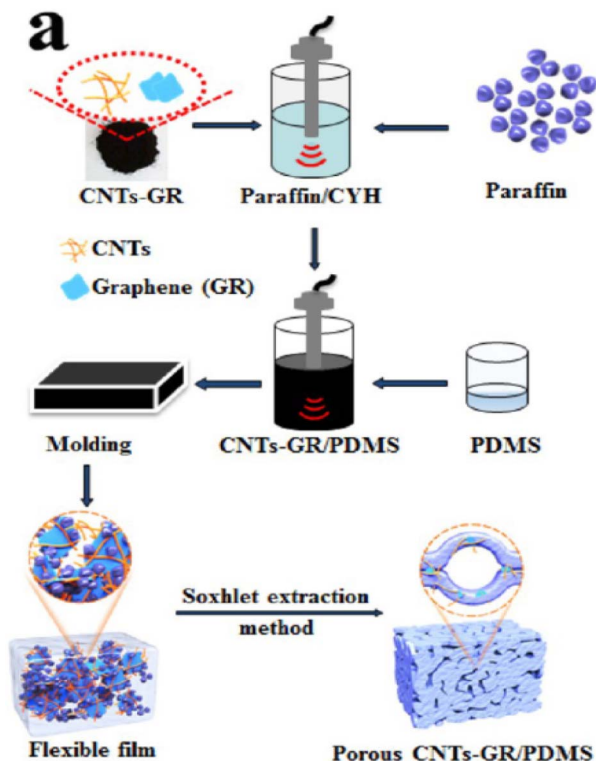 a
CNTs-GR
Paraffin/CYH
Paraffin
CNTs
Graphene (GR)
Molding
CNTs-GR/PDMS
PDMS
Soxhlet extraction
method
Flexible film
Porous CNTs-GR/PDMS